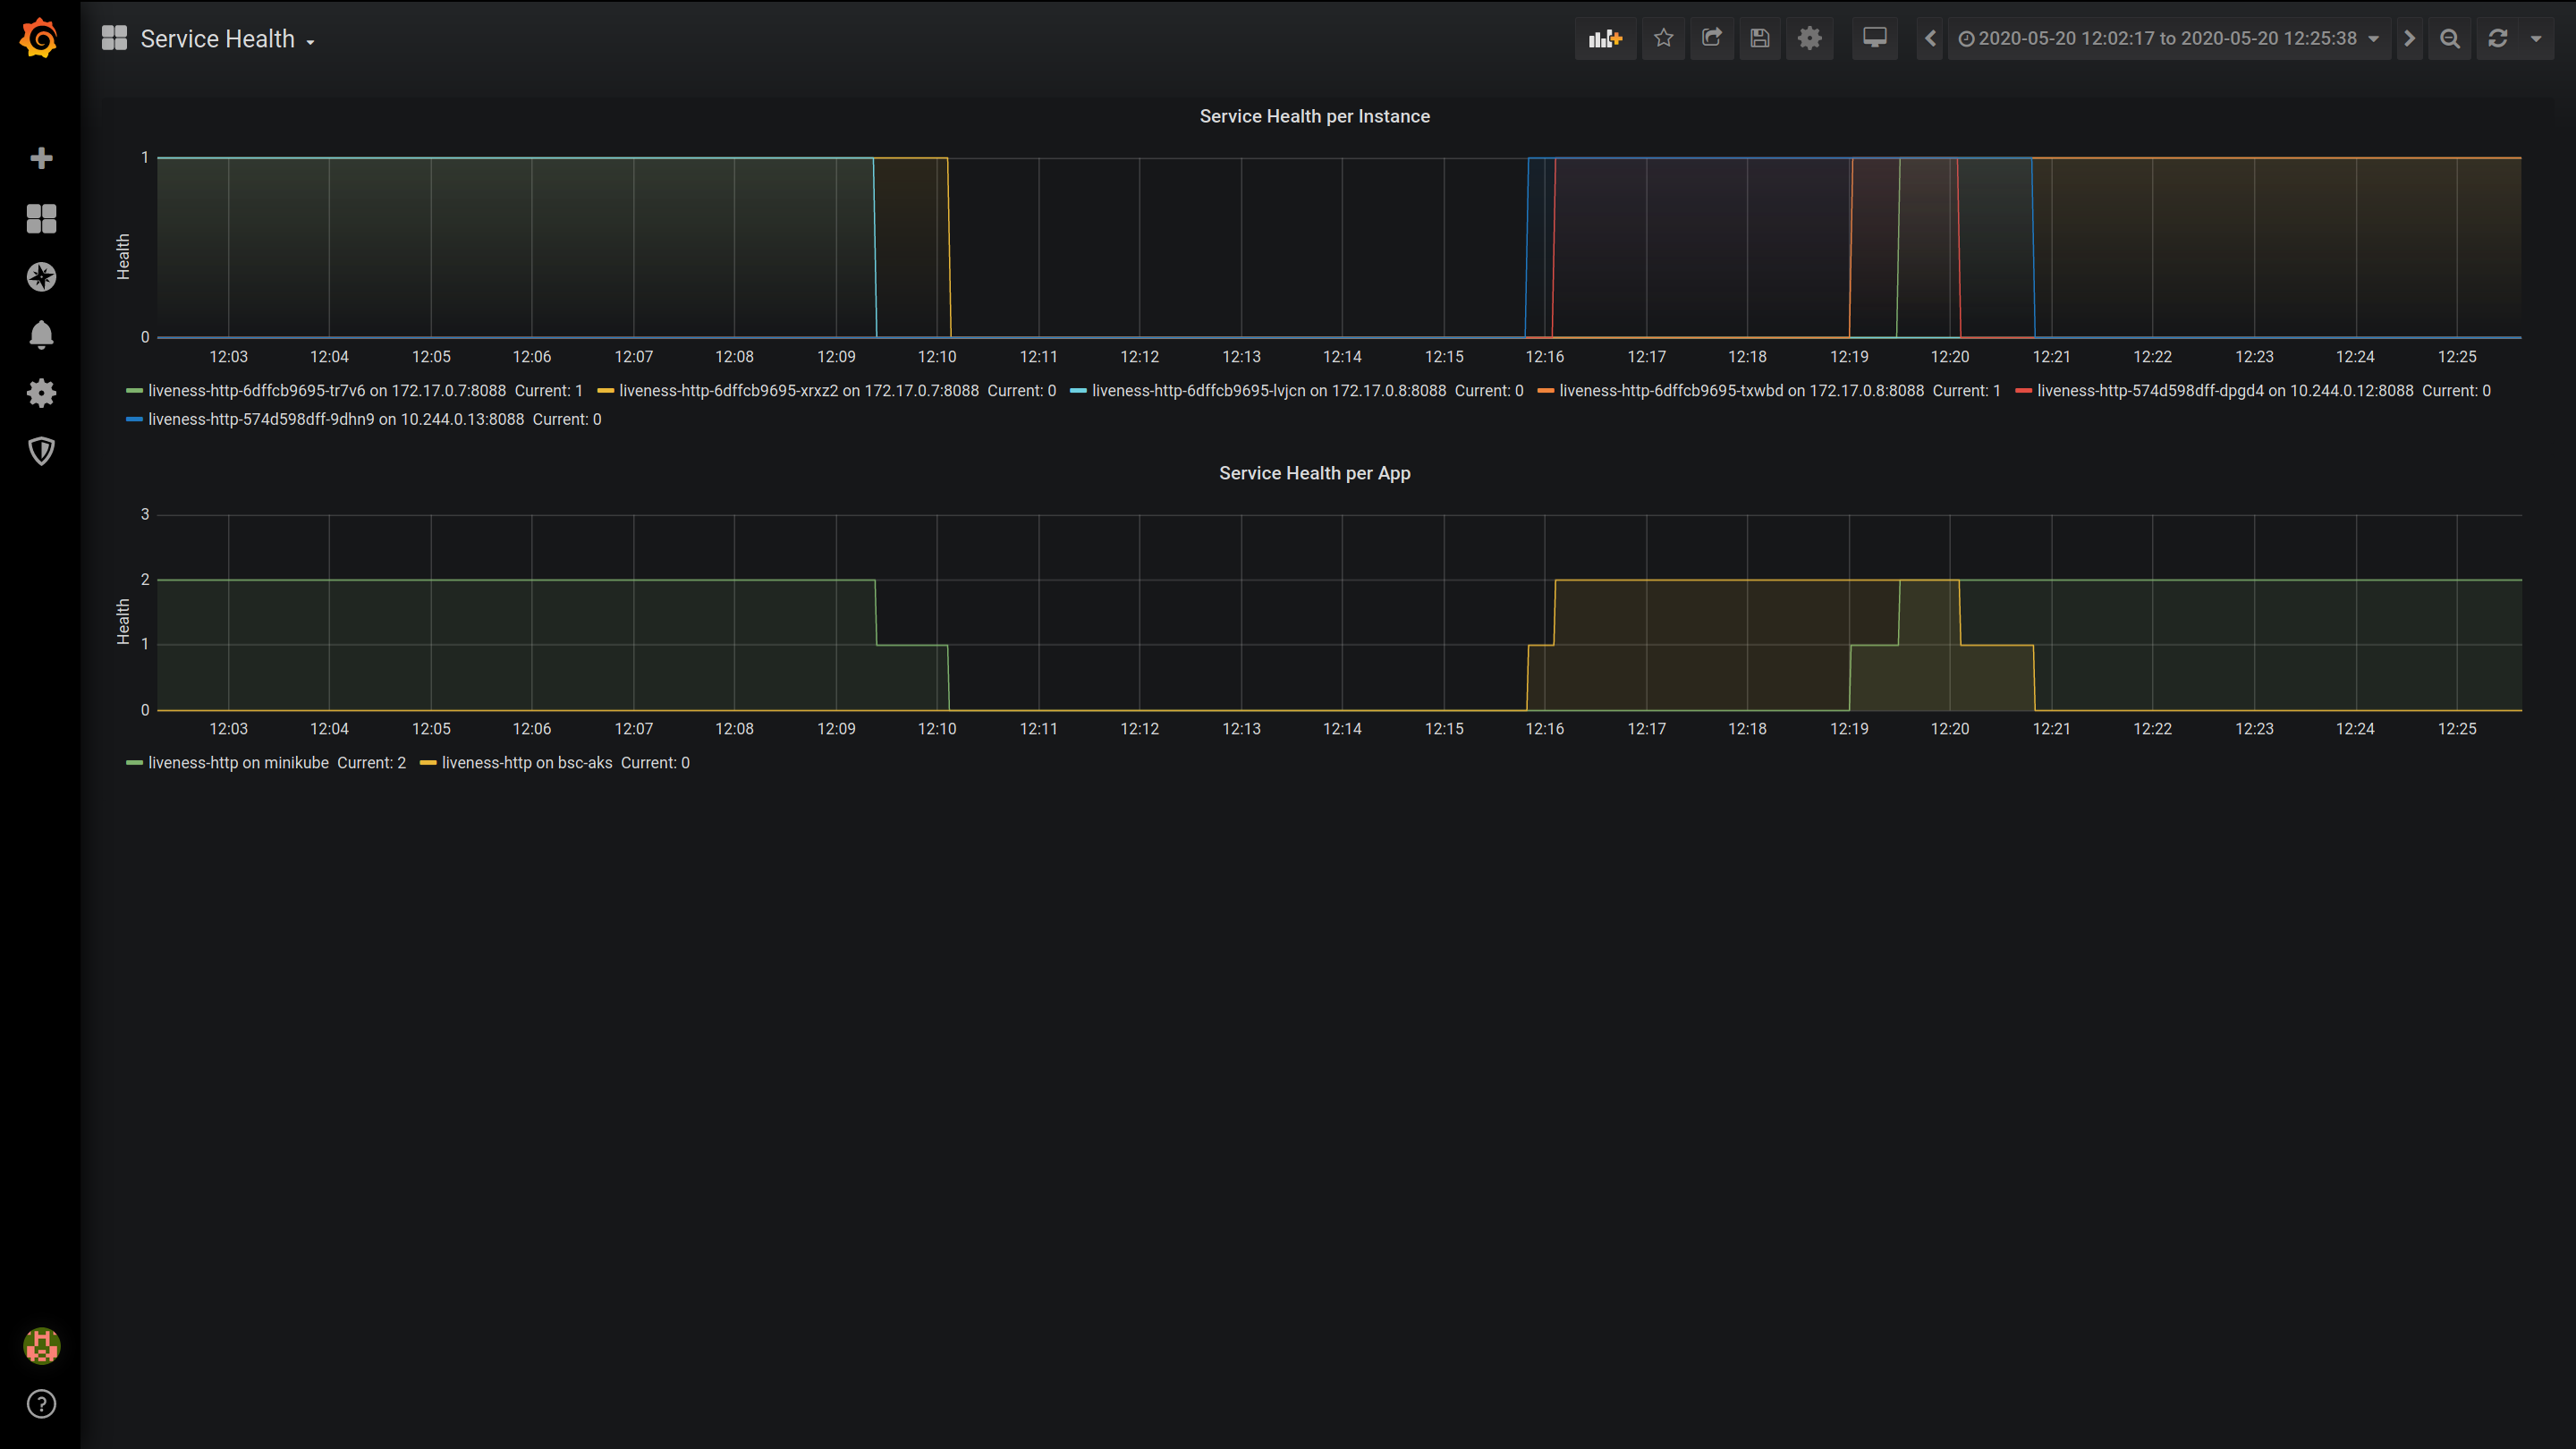 Service Health
2020-05-20 12:02:17 to 2020-05-20 12:25:38
Service Health per Instance
Health
1
0
12:03 12:04 12:05 12:06 12:07 12:08 12:09 12:10 12:11 12:12 12:13 12:14 12:15 12:16 12:17 12:18 12:19 12:20 12:21 12:22 12:23 12:24 12:25
liveness-http-6dffcb9695-tr7v6 on 172.17.0.7:8088 Current: 1 liveness-http-6dffcb9695-xrxz2 on 172.17.0.7:8088 Current: 0 liveness-http-6dffcb9695-lvjcn on 172.17.0.8:8088 Current: 0 liveness-http-6dffcb9695-txwbd on 172.17.0.8:8088 Current: 1 liveness-http-574d598dff-dpgd4 on 10.244.0.12:8088 Current: 0
liveness-http-574d598dff-9dhn9 on 10.244.0.13:8088 Current: 0
Service Health per App
Health
3
2
1
0
12:03 12:04 12:05 12:06 12:07 12:08 12:09 12:10 12:11 12:12 12:13 12:14 12:15 12:16 12:17 12:18 12:19 12:20 12:21 12:22 12:23 12:24 12:25
liveness-http on minikube Current: 2 liveness-http on bsc-aks Current: 0